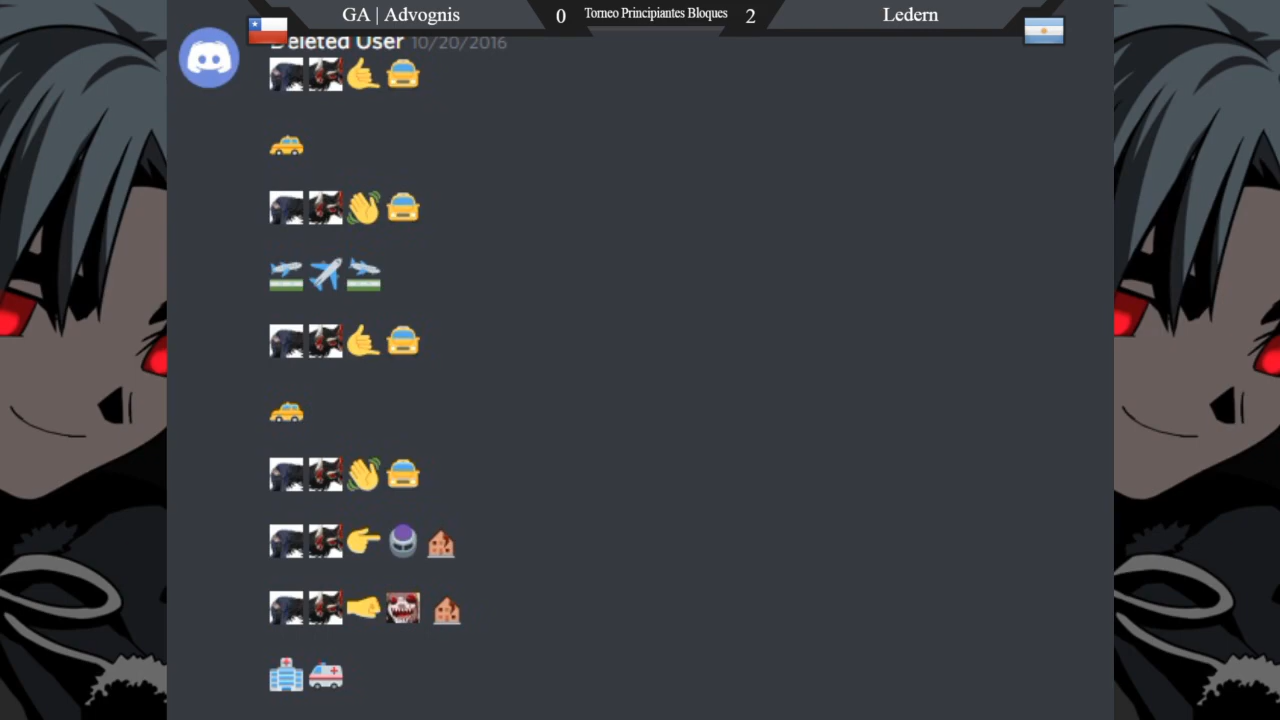 GA | Advognis 0 Torneo Principiantes Bloques 2 Ledern
Deleted User 10/20/2016